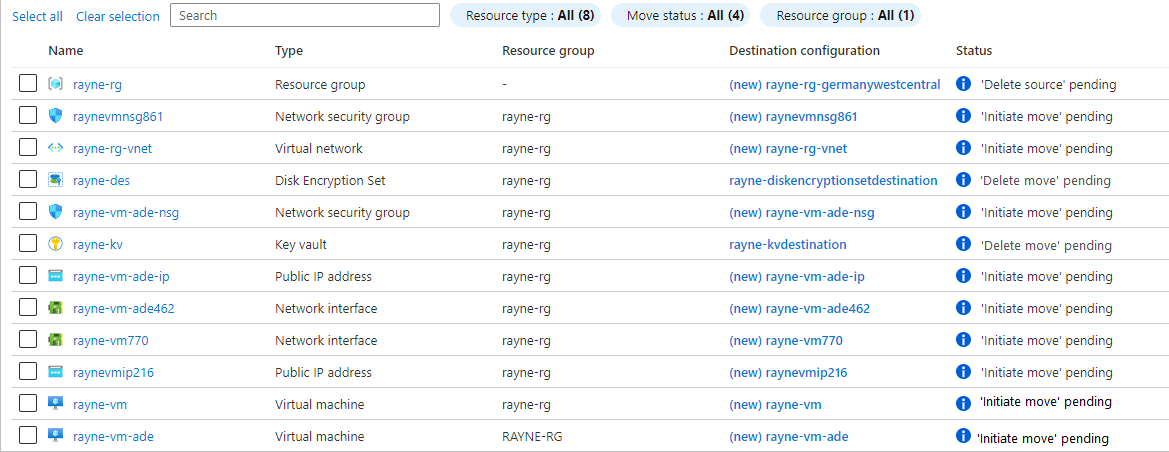 Select all Clear selection Search Resource type : All (8) Move status : All (4) Resource group : All (1)
Name Type Resource group Destination configuration Status
rayne-rg Resource group - (new) rayne-rg-germanywestcentral 'Delete source' pending
raynevmnsg861 Network security group rayne-rg (new) raynevmnsg861 'Initiate move' pending
rayne-rg-vnet Virtual network rayne-rg (new) rayne-rg-vnet 'Initiate move' pending
rayne-des Disk Encryption Set rayne-rg rayne-diskencryptionsetdestination 'Delete move' pending
rayne-vm-ade-nsg Network security group rayne-rg (new) rayne-vm-ade-nsg 'Initiate move' pending
rayne-kv Key vault rayne-rg rayne-kvdestination 'Delete move' pending
rayne-vm-ade-ip Public IP address rayne-rg (new) rayne-vm-ade-ip 'Initiate move' pending
rayne-vm-ade462 Network interface rayne-rg (new) rayne-vm-ade462 'Initiate move' pending
rayne-vm770 Network interface rayne-rg (new) rayne-vm770 'Initiate move' pending
raynevmip216 Public IP address rayne-rg (new) raynevmip216 'Initiate move' pending
rayne-vm Virtual machine rayne-rg (new) rayne-vm 'Initiate move' pending
rayne-vm-ade Virtual machine RAYNE-RG (new) rayne-vm-ade 'Initiate move' pending